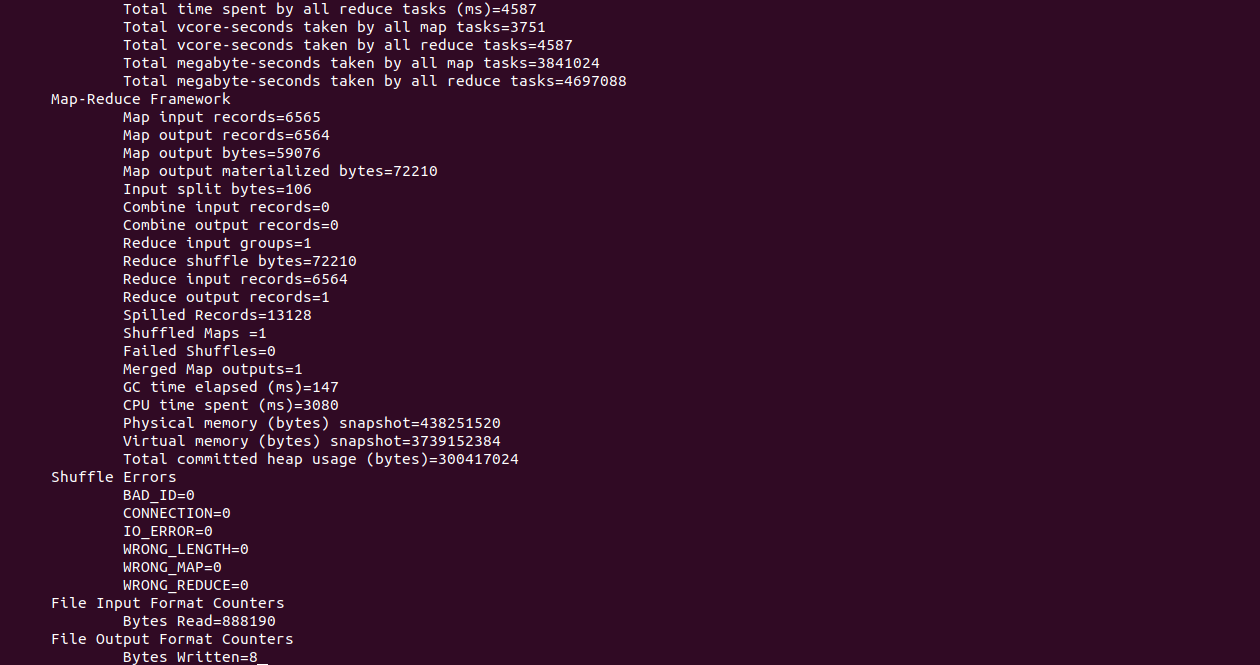 Total time spent by all reduce tasks (ms)=4587
Total vcore-seconds taken by all map tasks=3751
Total vcore-seconds taken by all reduce tasks=4587
Total megabyte-seconds taken by all map tasks=3841024
Total megabyte-seconds taken by all reduce tasks=4697088
Map-Reduce Framework
Map input records=6565
Map output records=6564
Map output bytes=59076
Map output materialized bytes=72210
Input split bytes=106
Combine input records=0
Combine output records=0
Reduce input groups=1
Reduce shuffle bytes=72210
Reduce input records=6564
Reduce output records=1
Spilled Records=13128
Shuffled Maps =1
Failed Shuffles=0
Merged Map outputs=1
GC time elapsed (ms)=147
CPU time spent (ms)=3080
Physical memory (bytes) snapshot=438251520
Virtual memory (bytes) snapshot=3739152384
Total committed heap usage (bytes)=300417024
Shuffle Errors
BAD_ID=0
CONNECTION=0
IO_ERROR=0
WRONG_LENGTH=0
WRONG_MAP=0
WRONG_REDUCE=0
File Input Format Counters
Bytes Read=888190
File Output Format Counters
Bytes Written=8